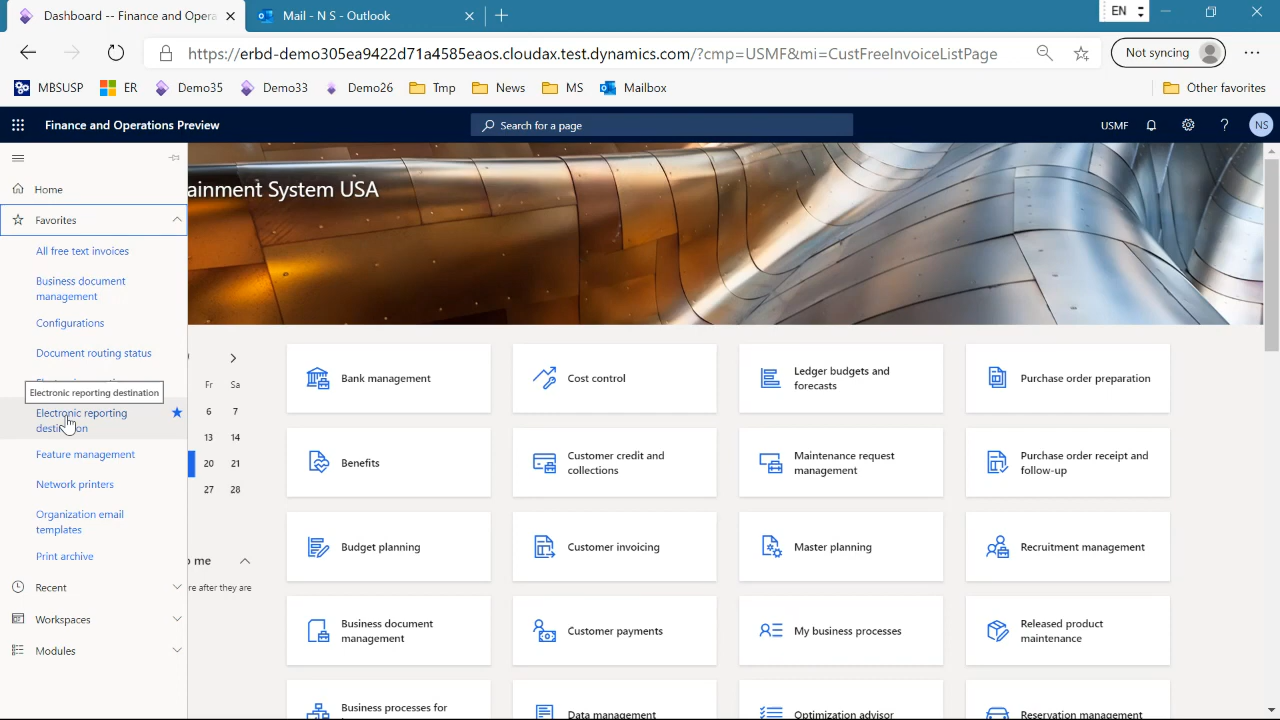 Dashboard -- Finance and Opera
Mail - N S - Outlook
EN
https://erbd-demo305ea9422d71a4585eaos.cloudax.test.dynamics.com/?cmp=USMF&mi=CustFreeInvoiceListPage
Not syncing
MBSUSP
ER
Demo35
Demo33
Demo26
Tmp
News
MS
Mailbox
Other favorites
Finance and Operations Preview
Search for a page
USMF
?
NS
ainment System USA
Home
Favorites
All free text invoices
Business document
management
Configurations
Document routing status
Electronic reporting destination
Electronic reporting
destination
Feature management
Network printers
Organization email
templates
Print archive
Recent
Workspaces
Modules
Fr Sa
6 7
13 14
20 21
27 28
o me
re after they are
Bank management
Cost control
Ledger budgets and
forecasts
Purchase order preparation
Benefits
Customer credit and
collections
Maintenance request
management
Purchase order receipt and
follow-up
Budget planning
Customer invoicing
Master planning
Recruitment management
Business document
management
Customer payments
My business processes
Released product
maintenance
Business processes for
Data management
Optimization advisor
Reservation management